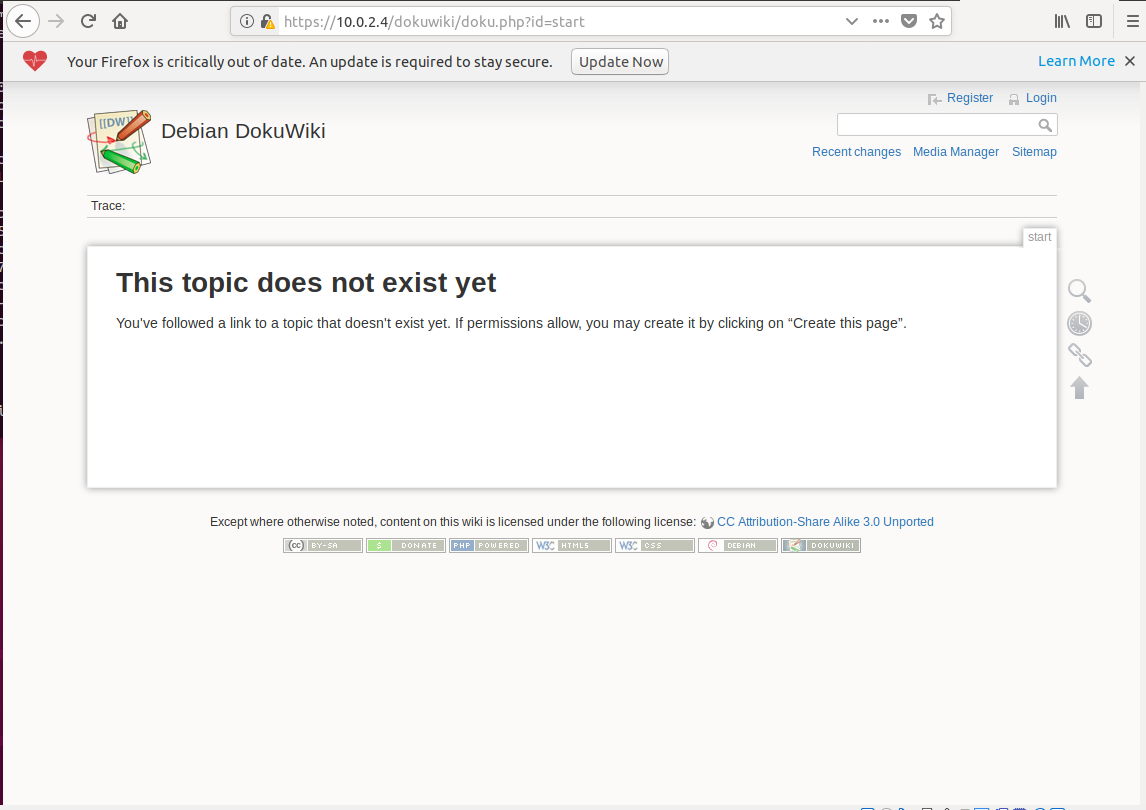 https://10.0.2.4/dokuwiki/doku.php?id=start
Your Firefox is critically out of date. An update is required to stay secure. Update Now Learn More
Register Login
[[DW]] Debian DokuWiki
Recent changes Media Manager Sitemap
Trace:
start
This topic does not exist yet
You've followed a link to a topic that doesn't exist yet. If permissions allow, you may create it by clicking on “Create this page”.
Except where otherwise noted, content on this wiki is licensed under the following license: CC Attribution-Share Alike 3.0 Unported
(cc) BY-SA $ DONATE PHP POWERED W3C HTML5 W3C CSS DEBIAN DOKUWIKI